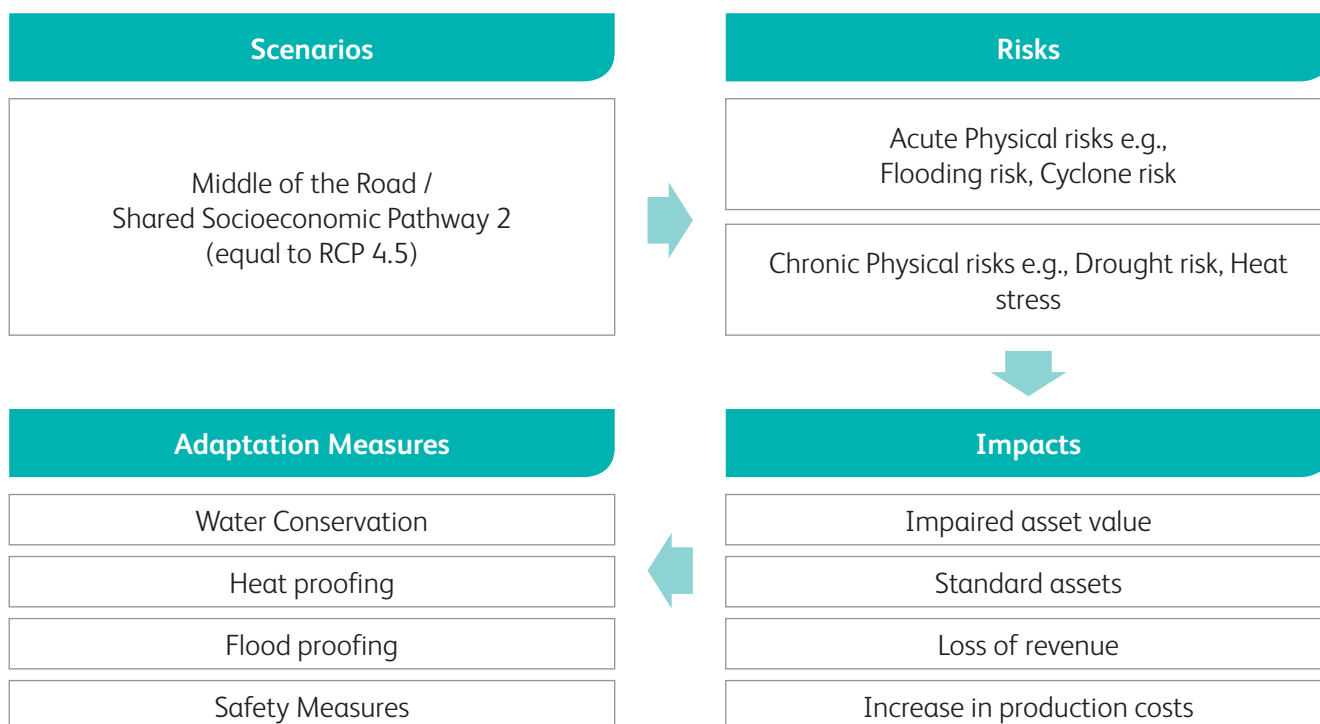 Scenarios
Middle of the Road /
Shared Socioeconomic Pathway 2
(equal to RCP 4.5)
Risks
Acute Physical risks e.g.,
Flooding risk, Cyclone risk
Chronic Physical risks e.g., Drought risk, Heat
stress
Impacts
Impaired asset value
Standard assets
Loss of revenue
Increase in production costs
Adaptation Measures
Water Conservation
Heat proofing
Flood proofing
Safety Measures